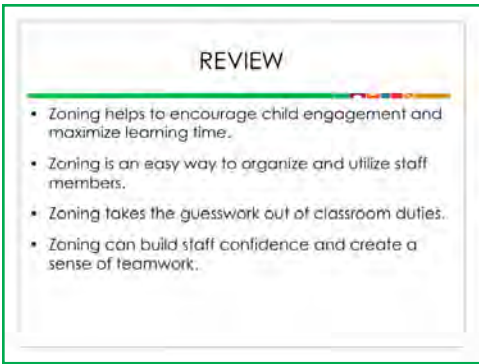 REVIEW
• Zoning helps to encourage child engagement and
maximize learning time.
• Zoning is an easy way to organize and utilize staff
members.
• Zoning takes the guesswork out of classroom duties.
• Zoning can build staff confidence and create a
sense of teamwork.